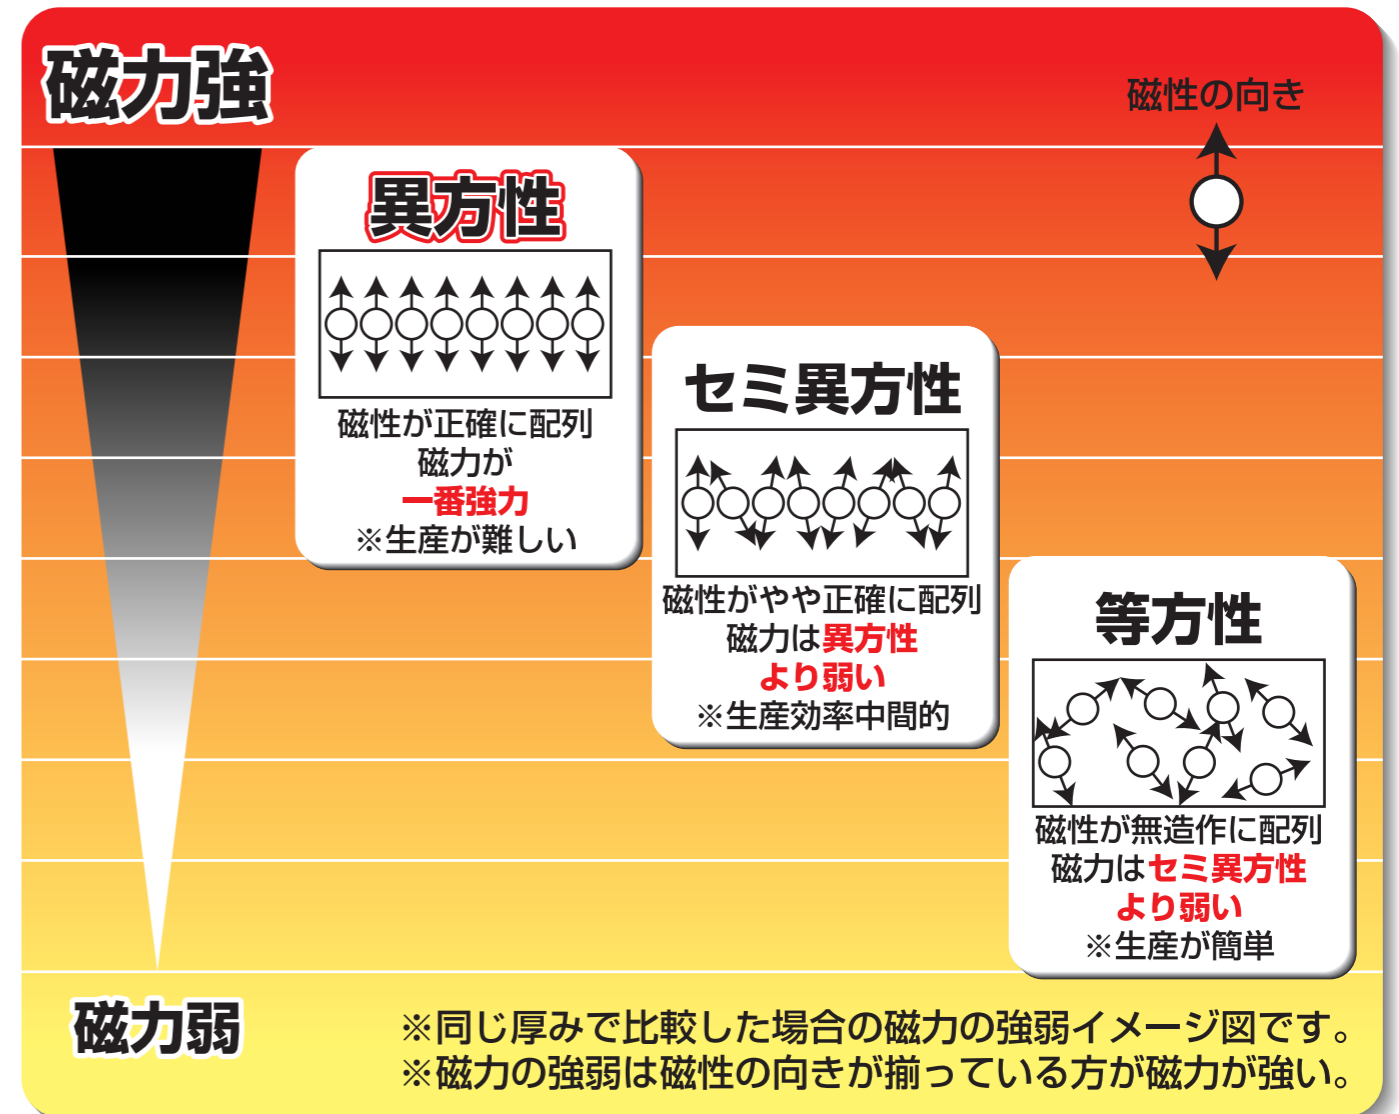 磁力強
磁性の向き
異方性
磁性が正確に配列
磁力が
一番強力
※生産が難しい
セミ異方性
磁性がやや正確に配列
磁力は異方性
より弱い
※生産効率中間的
等方性
磁性が無造作に配列
磁力はセミ異方性
より弱い
※生産が簡単
磁力弱
※同じ厚みで比較した場合の磁力の強弱イメージ図です。
※磁力の強弱は磁性の向きが揃っている方が磁力が強い。